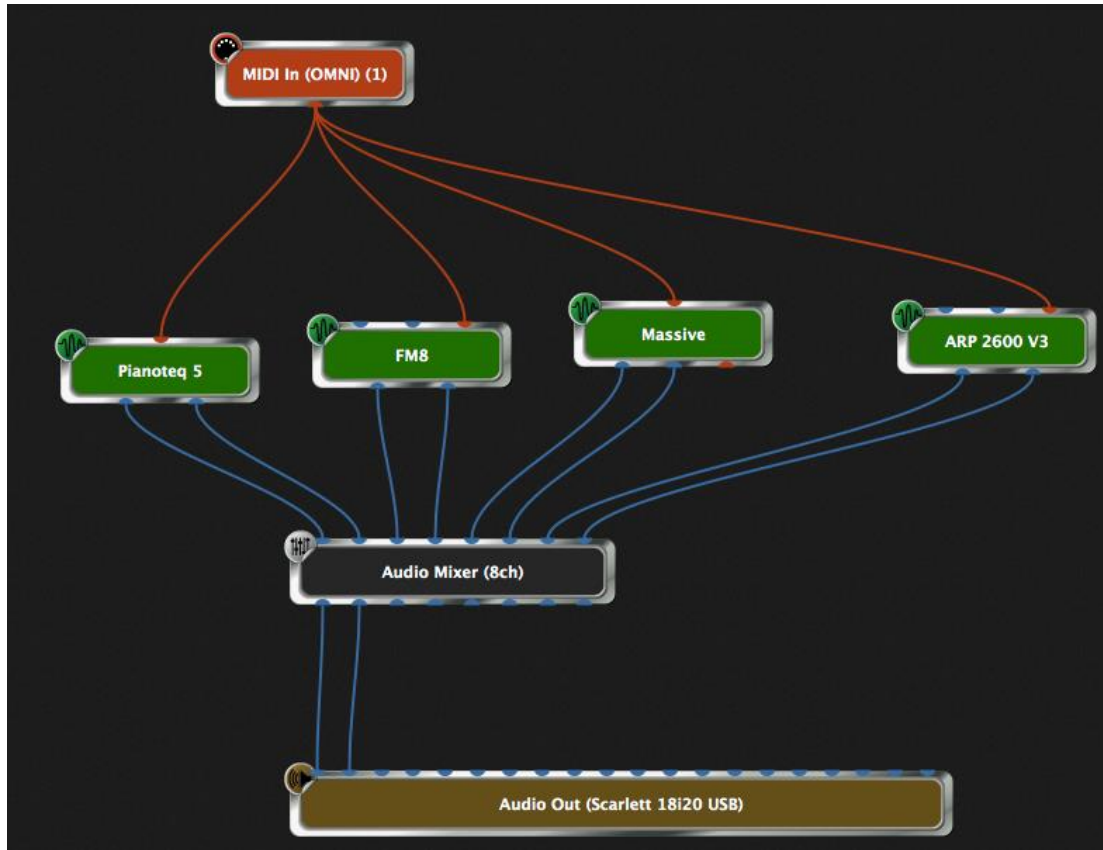 MIDI In (OMNI) (1)
Pianoteq 5
FM8
Massive
ARP 2600 V3
Audio Mixer (8ch)
Audio Out (Scarlett 18i20 USB)